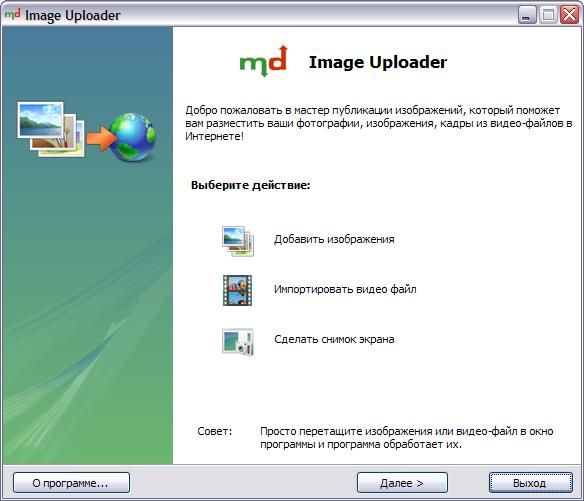 Image Uploader
md Image Uploader
Добро пожаловать в мастер публикации изображений, который поможет
вам разместить ваши фотографии, изображения, кадры из видео-файлов в
Интернете!
Выберите действие:
Добавить изображения
Импортировать видео файл
Сделать снимок экрана
Совет: Просто перетащите изображения или видео-файл в окно
программы и программа обработает их.
О программе... Далее > Выход